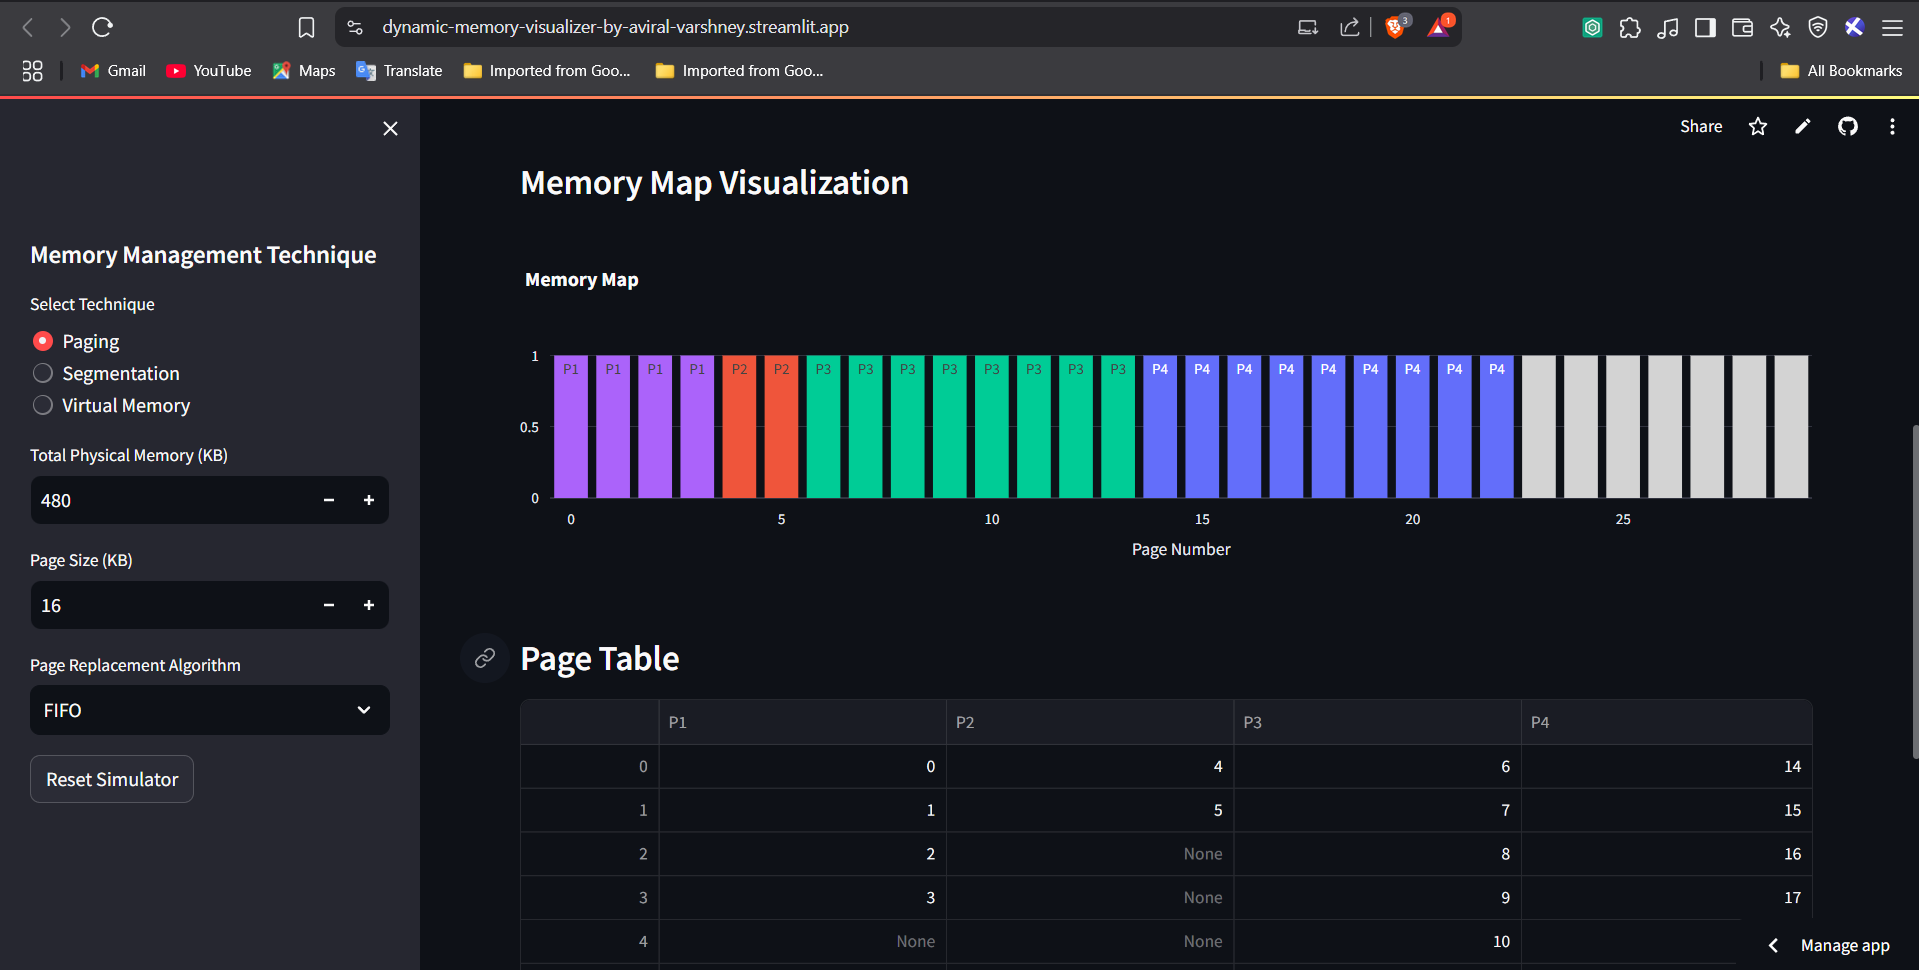 dynamic-memory-visualizer-by-aviral-varshney.streamlit.app
3
1
Gmail
YouTube
Maps
Translate
Imported from Goo...
Imported from Goo...
All Bookmarks
Share
Memory Management Technique
Select Technique
Paging
Segmentation
Virtual Memory
Total Physical Memory (KB)
480
Page Size (KB)
16
Page Replacement Algorithm
FIFO
Reset Simulator
Memory Map Visualization
Memory Map
1 P1 P1 P1 P1 P2 P2 P3 P3 P3 P3 P3 P3 P3 P3 P4 P4 P4 P4 P4 P4 P4 P4 P4
0.5
0
0 5 10 15 20 25
Page Number
Page Table
P1 P2 P3 P4
0 0 4 6 14
1 1 5 7 15
2 2 None 8 16
3 3 None 9 17
4 None None 10
Manage app